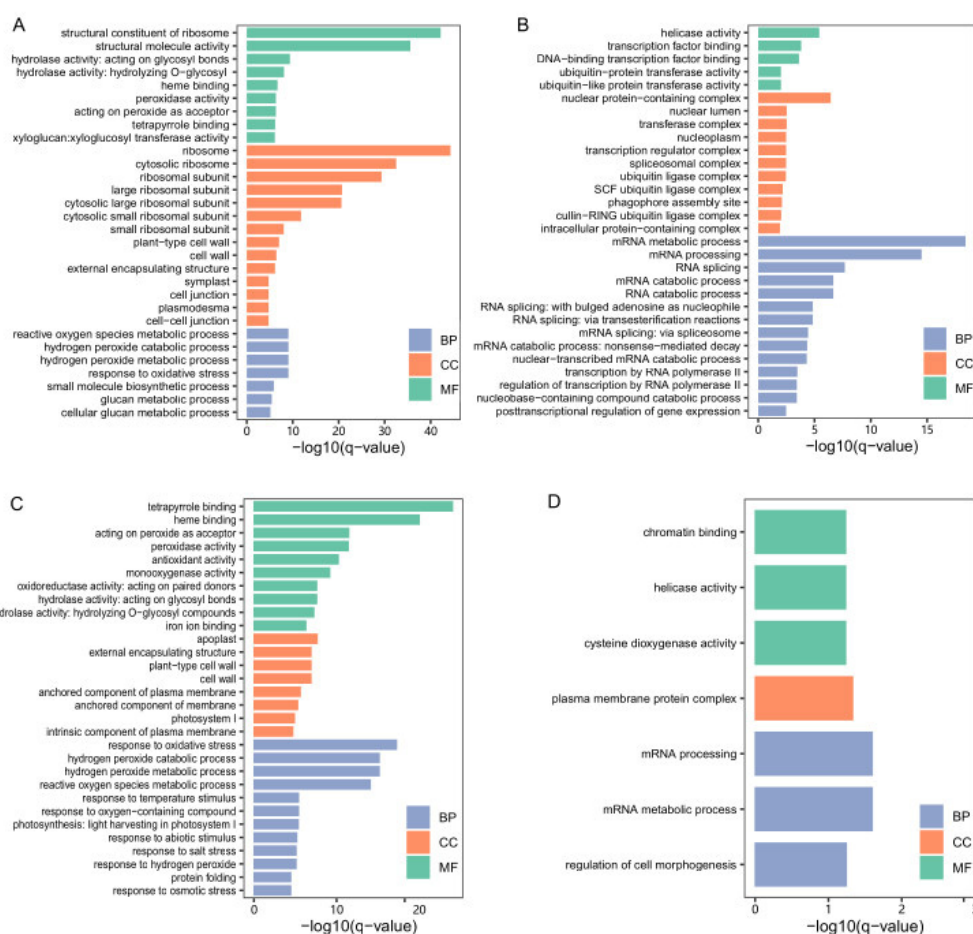 A
structural constituent of ribosome
structural molecule activity
hydrolase activity: acting on glycosyl bonds
hydrolase activity: hydrolyzing O−glycosyl
heme binding
peroxidase activity
acting on peroxide as acceptor
tetrapyrrole binding
xyloglucan:xyloglucosyl transferase activity
ribosome
cytosolic ribosome
ribosomal subunit
large ribosomal subunit
cytosolic large ribosomal subunit
cytosolic small ribosomal subunit
small ribosomal subunit
plant−type cell wall
cell wall
external encapsulating structure
symplast
cell junction
plasmodesma
cell−cell junction
reactive oxygen species metabolic process
hydrogen peroxide catabolic process
hydrogen peroxide metabolic process
response to oxidative stress
small molecule biosynthetic process
glucan metabolic process
cellular glucan metabolic process
BP
CC
MF
0 10 20 30 40
−log10(q−value)
B
helicase activity
transcription factor binding
DNA−binding transcription factor binding
ubiquitin−protein transferase activity
ubiquitin−like protein transferase activity
nuclear protein−containing complex
nuclear lumen
transferase complex
nucleoplasm
transcription regulator complex
spliceosomal complex
ubiquitin ligase complex
SCF ubiquitin ligase complex
phagophore assembly site
cullin−RING ubiquitin ligase complex
intracellular protein−containing complex
mRNA metabolic process
mRNA processing
RNA splicing
mRNA catabolic process
RNA catabolic process
RNA splicing: with bulged adenosine as nucleophile
RNA splicing: via transesterification reactions
mRNA splicing: via spliceosome
mRNA catabolic process: nonsense−mediated decay
nuclear−transcribed mRNA catabolic process
transcription by RNA polymerase II
regulation of transcription by RNA polymerase II
nucleobase−containing compound catabolic process
posttranscriptional regulation of gene expression
BP
CC
MF
0 5 10 15
−log10(q−value)
C
tetrapyrrole binding
heme binding
acting on peroxide as acceptor
peroxidase activity
antioxidant activity
monooxygenase activity
oxidoreductase activity: acting on paired donors
hydrolase activity: acting on glycosyl bonds
drolase activity: hydrolyzing O−glycosyl compounds
iron ion binding
apoplast
external encapsulating structure
plant−type cell wall
cell wall
anchored component of plasma membrane
anchored component of membrane
photosystem I
intrinsic component of plasma membrane
response to oxidative stress
hydrogen peroxide catabolic process
hydrogen peroxide metabolic process
reactive oxygen species metabolic process
response to temperature stimulus
response to oxygen−containing compound
photosynthesis: light harvesting in photosystem I
response to abiotic stimulus
response to salt stress
response to hydrogen peroxide
protein folding
response to osmotic stress
BP
CC
MF
0 10 20
−log10(q−value)
D
chromatin binding
helicase activity
cysteine dioxygenase activity
plasma membrane protein complex
mRNA processing
mRNA metabolic process
regulation of cell morphogenesis
BP
CC
MF
0 1 2
−log10(q−value)